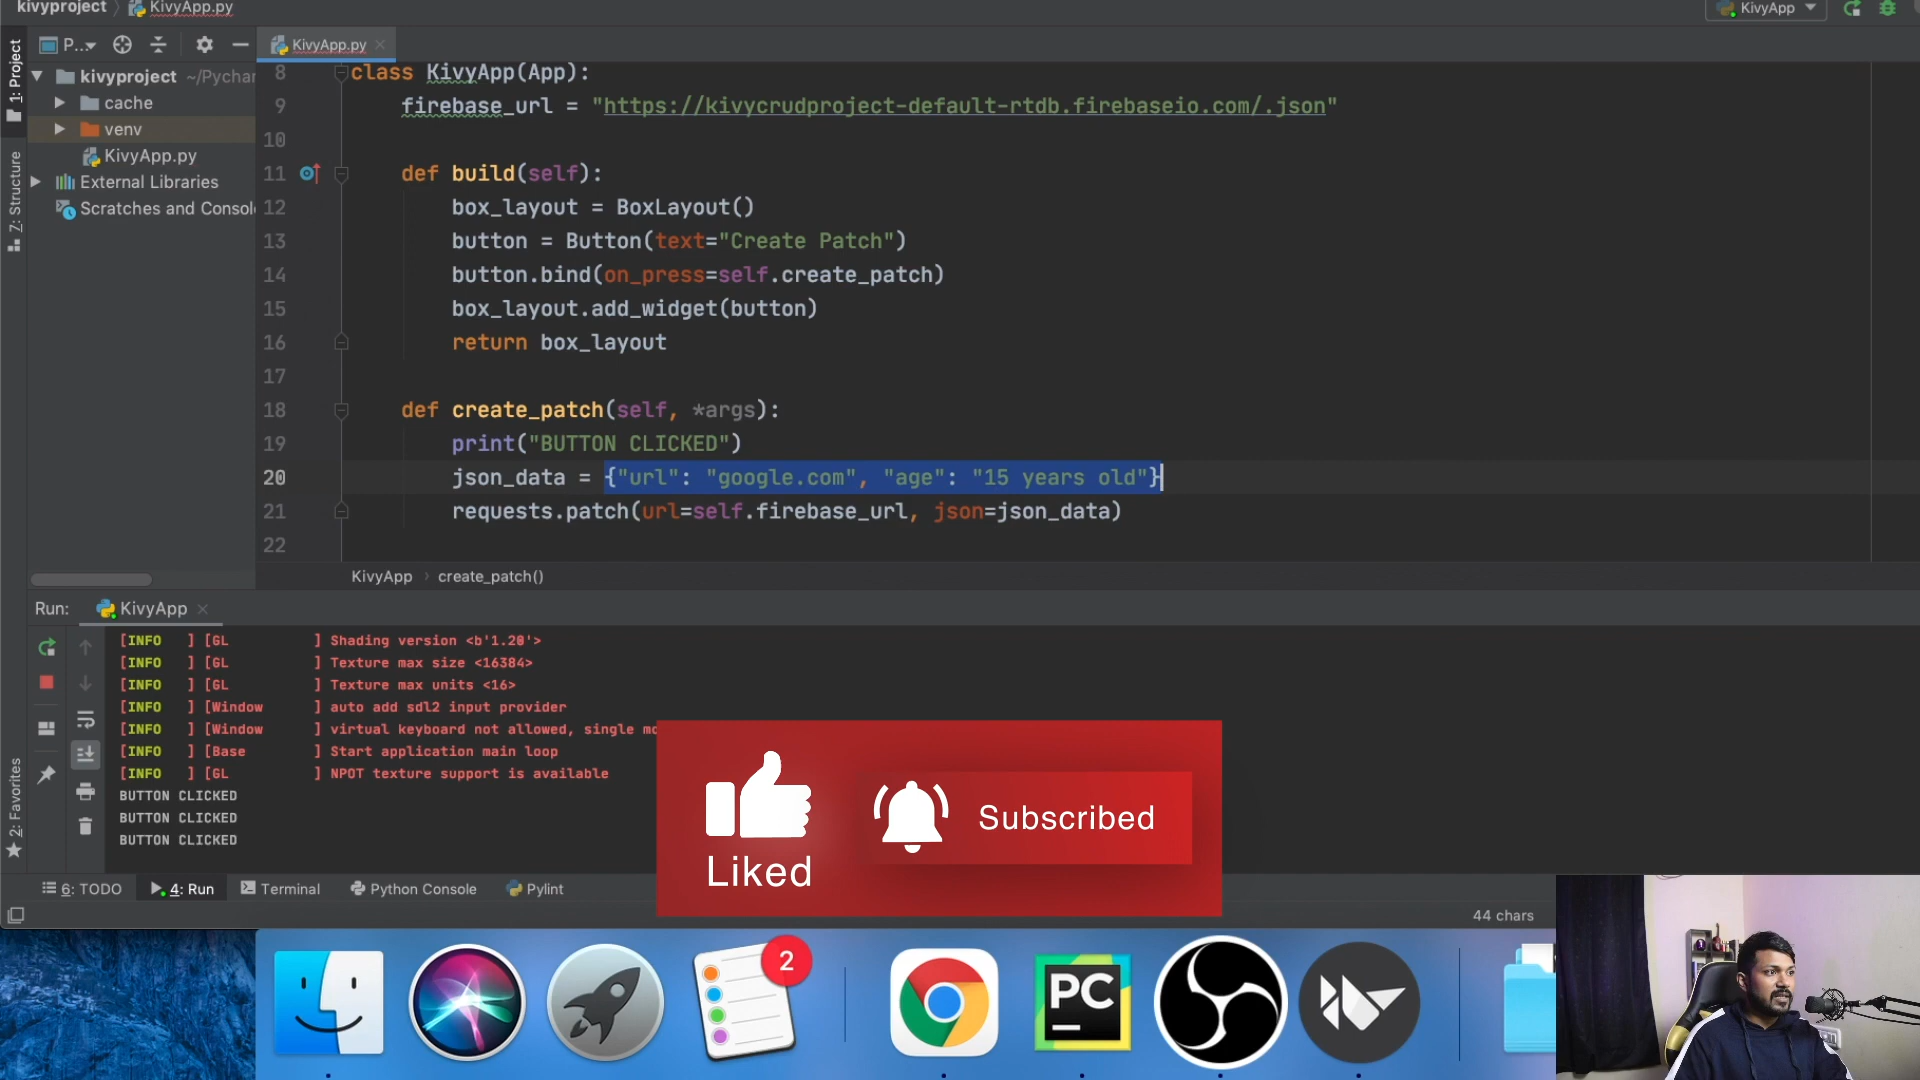 kivyproject
KivyApp.py
KivyApp
1: Project
P..
KivyApp.py
kivyproject ~/Pychar
cache
venv
KivyApp.py
External Libraries
Scratches and Consol
7: Structure
2: Favorites
8 class KivyApp(App):
9 firebase_url = "https://kivycrudproject-default-rtdb.firebaseio.com/.json"
10
11 def build(self):
12 box_layout = BoxLayout()
13 button = Button(text="Create Patch")
14 button.bind(on_press=self.create_patch)
15 box_layout.add_widget(button)
16 return box_layout
17
18 def create_patch(self, *args):
19 print("BUTTON CLICKED")
20 json_data = {"url": "google.com", "age": "15 years old"}
21 requests.patch(url=self.firebase_url, json=json_data)
22
KivyApp › create_patch()
Run: KivyApp
[INFO ] [GL ] Shading version <b'1.20'>
[INFO ] [GL ] Texture max size <16384>
[INFO ] [GL ] Texture max units <16>
[INFO ] [Window ] auto add sdl2 input provider
[INFO ] [Window ] virtual keyboard not allowed, single mo
[INFO ] [Base ] Start application main loop
[INFO ] [GL ] NPOT texture support is available
BUTTON CLICKED
BUTTON CLICKED
BUTTON CLICKED
Liked
Subscribed
6: TODO
4: Run
Terminal
Python Console
Pylint
44 chars
2
PC